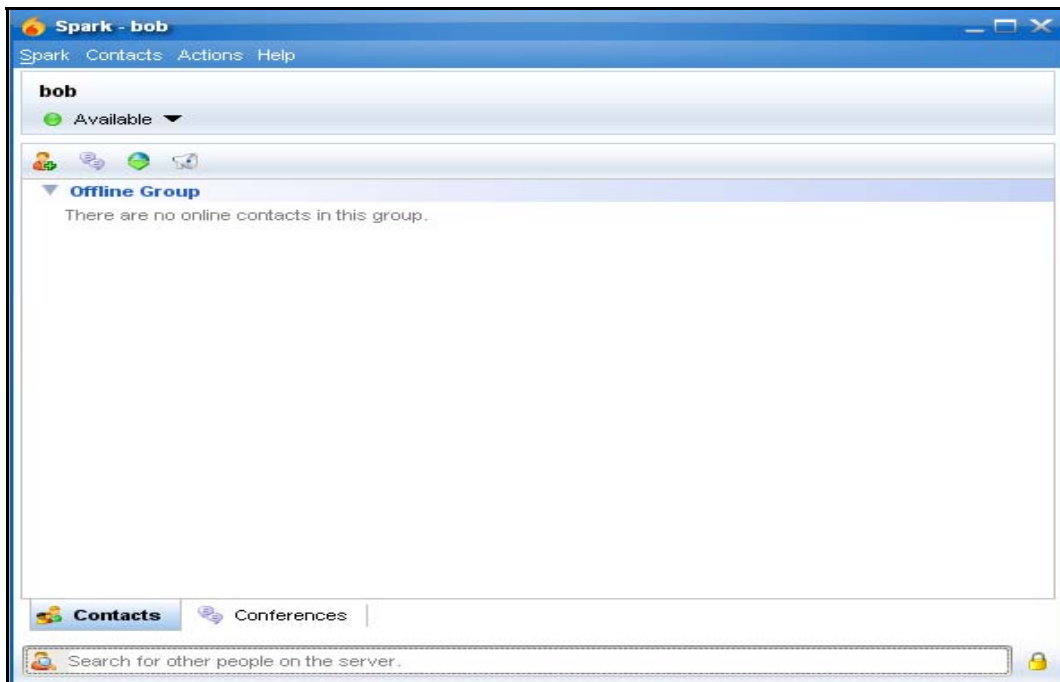 Spark - bob
Spark Contacts Actions Help
bob
Available
Offline Group
There are no online contacts in this group.
Contacts Conferences
Search for other people on the server.